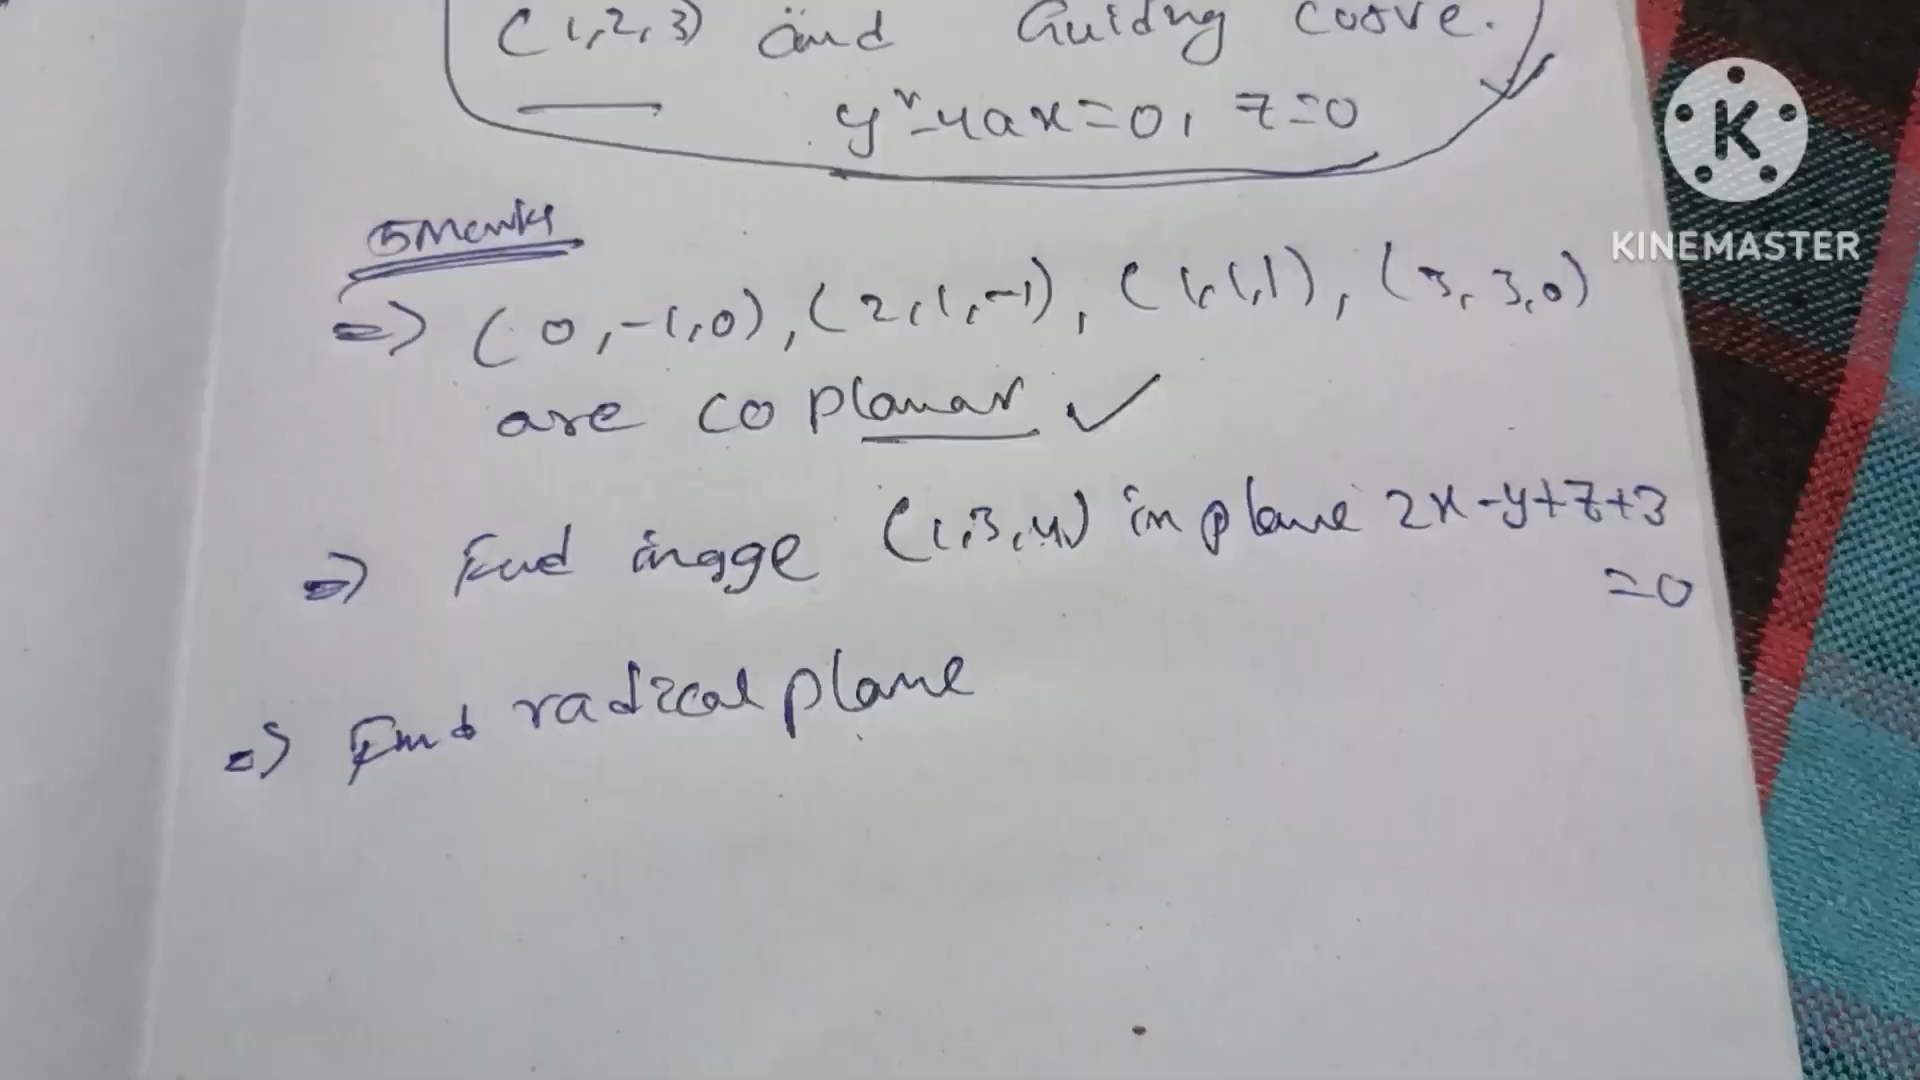 (1,2,3) and Guiding curve.
y²-4ax=0, z=0
K
KINEMASTER
5 Marks
=> (0,-1,0), (2,1,-1), (1,1,1), (3,3,0)
are coplanar ✓
=> Find image (1,3,4) in plane 2x-y+z+3
=0
=> Find radical plane